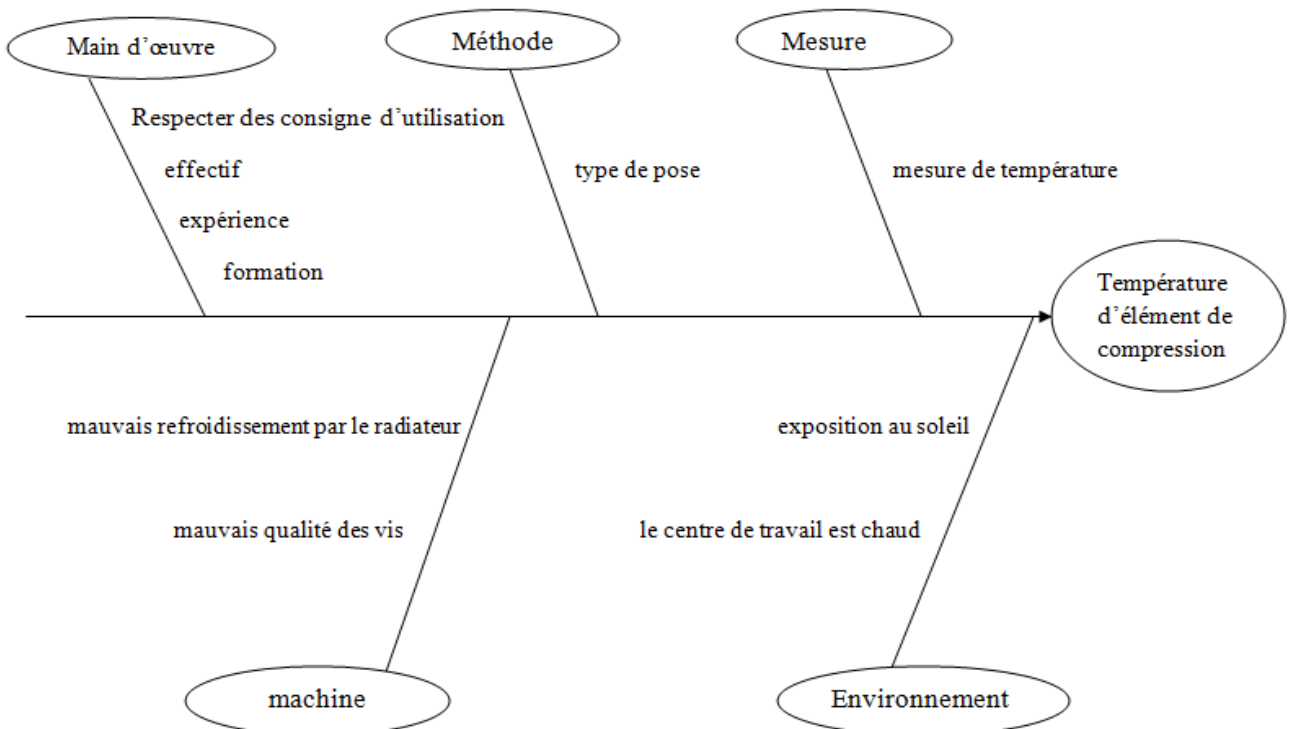 Main d’œuvre
Méthode
Mesure
Respecter des consigne d’utilisation
effectif
expérience
formation
type de pose
mesure de température
Température
d’élément de
compression
mauvais refroidissement par le radiateur
mauvais qualité des vis
exposition au soleil
le centre de travail est chaud
machine
Environnement